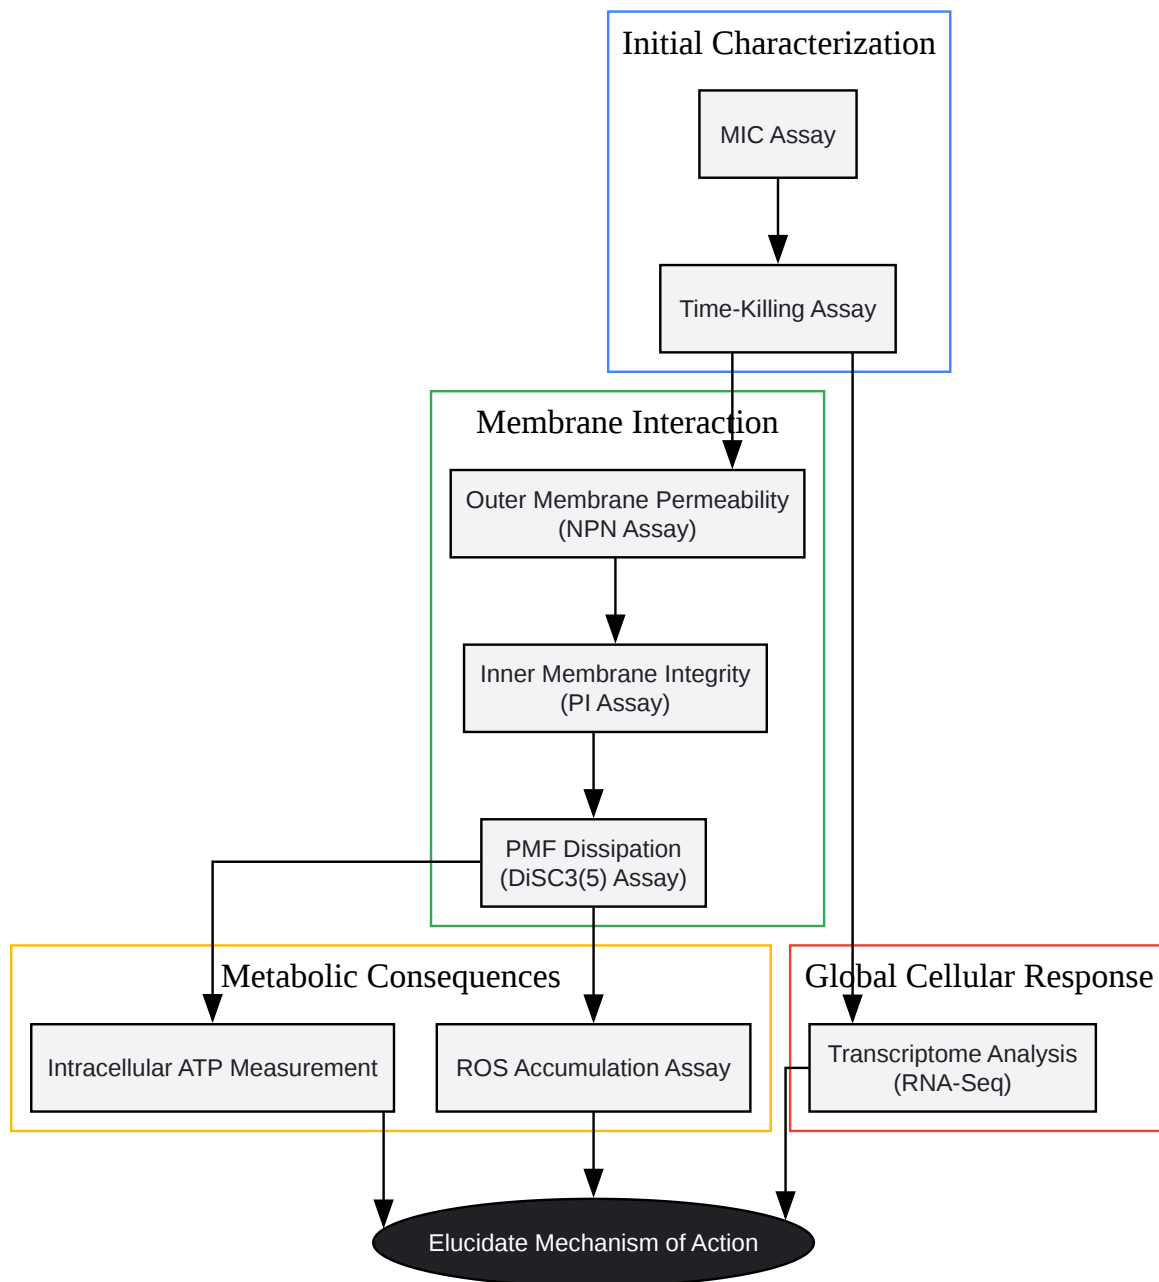 Initial Characterization
MIC Assay
Time-Killing Assay
Membrane Interaction
Outer Membrane Permeability
(NPN Assay)
Inner Membrane Integrity
(PI Assay)
PMF Dissipation
(DiSC3(5) Assay)
Metabolic Consequences
Intracellular ATP Measurement
ROS Accumulation Assay
Global Cellular Response
Transcriptome Analysis
(RNA-Seq)
Elucidate Mechanism of Action